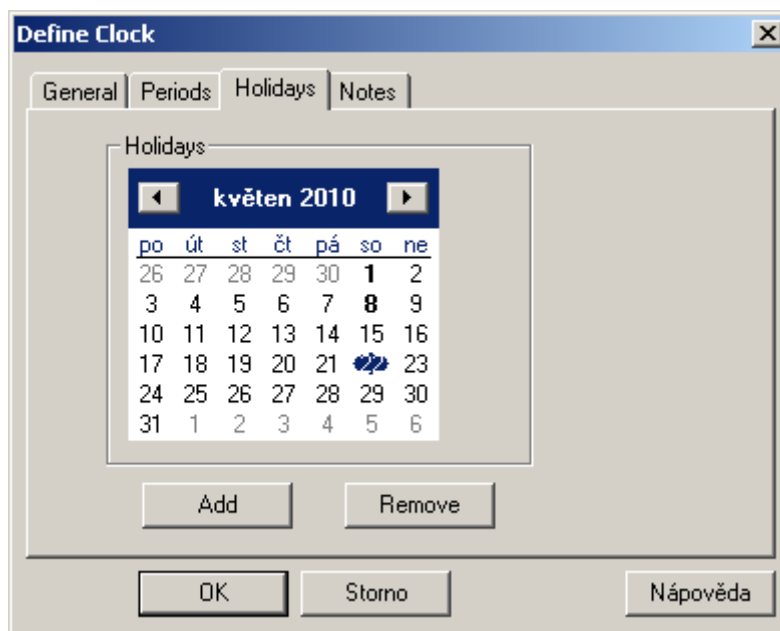 Define Clock
General Periods Holidays Notes
Holidays
květen 2010
po út st čt pá so ne
26 27 28 29 30 1 2
3 4 5 6 7 8 9
10 11 12 13 14 15 16
17 18 19 20 21 22 23
24 25 26 27 28 29 30
31 1 2 3 4 5 6
Add Remove
OK Storno Nápověda